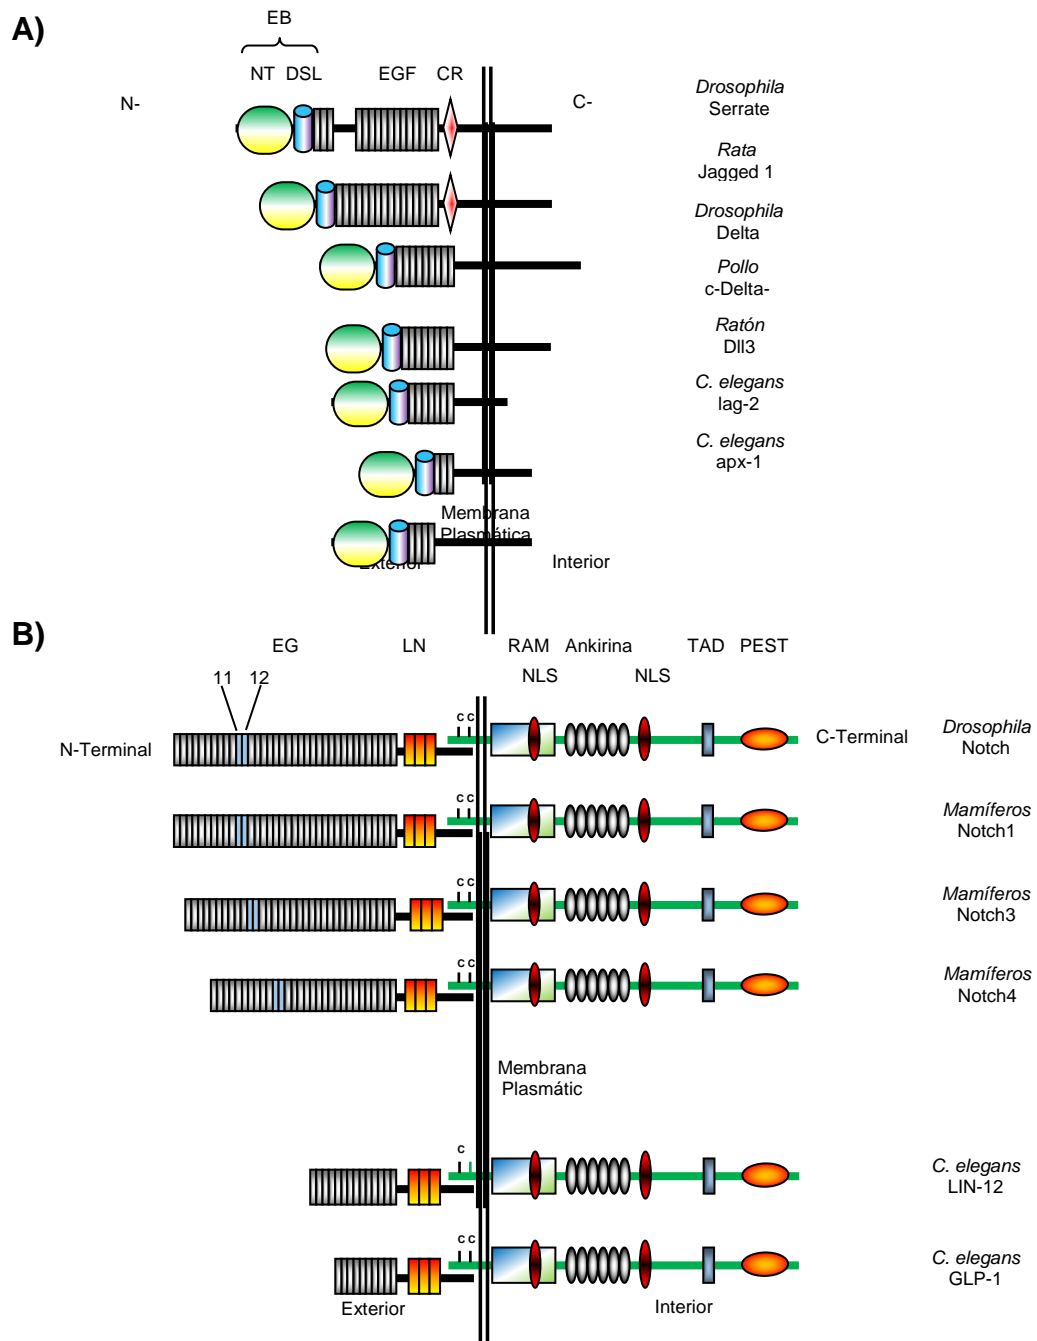 A)
EB
NT DSL EGF CR
N-
C-
Drosophila
Serrate
Rata
Jagged 1
Drosophila
Delta
Pollo
c-Delta-
Ratón
Dll3
C. elegans
lag-2
C. elegans
apx-1
Membrana
Plasmática
Exterior
Interior
B)
EG LN RAM Ankirina TAD PEST
NLS NLS
11 12
N-Terminal
C C
C-Terminal
Drosophila
Notch
C C
Mamíferos
Notch1
C C
Mamíferos
Notch3
C C
Mamíferos
Notch4
Membrana
Plasmátic
C
C. elegans
LIN-12
C C
C. elegans
GLP-1
Exterior
Interior